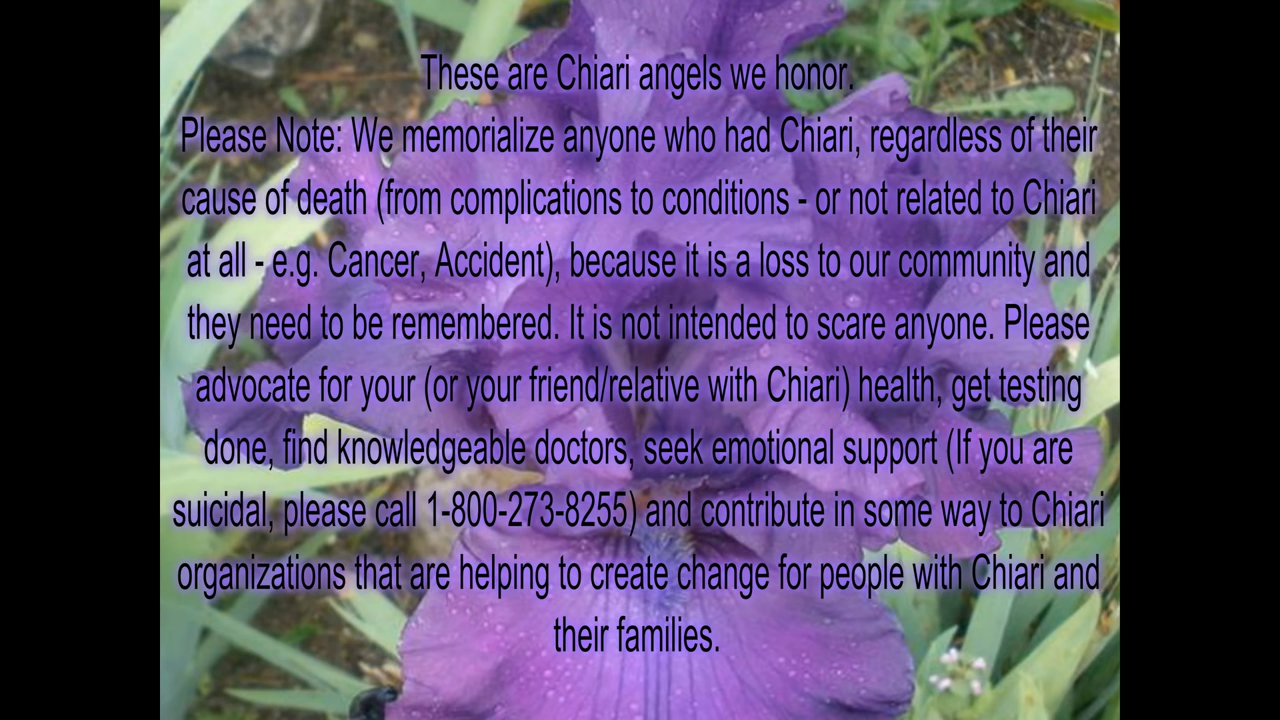 These are Chiari angels we honor.
Please Note: We memorialize anyone who had Chiari, regardless of their
cause of death (from complications to conditions - or not related to Chiari
at all - e.g. Cancer, Accident), because it is a loss to our community and
they need to be remembered. It is not intended to scare anyone. Please
advocate for your (or your friend/relative with Chiari) health, get testing
done, find knowledgeable doctors, seek emotional support (If you are
suicidal, please call 1-800-273-8255) and contribute in some way to Chiari
organizations that are helping to create change for people with Chiari and
their families.